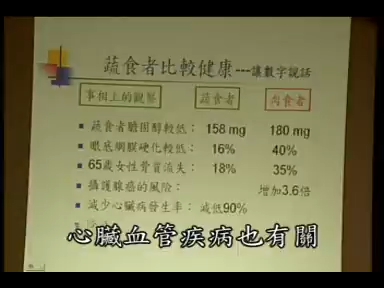 蔬食者比較健康---讓數字說話
事相上的觀察 蔬食者 肉食者
蔬食者膽固醇較低: 158 mg 180 mg
眼底網膜硬化較低: 16% 40%
65歲女性骨質流失: 18% 35%
攝護腺癌的風險: 增加3.6倍
減少心臟病發生率: 減低90%
心臟血管疾病也有關